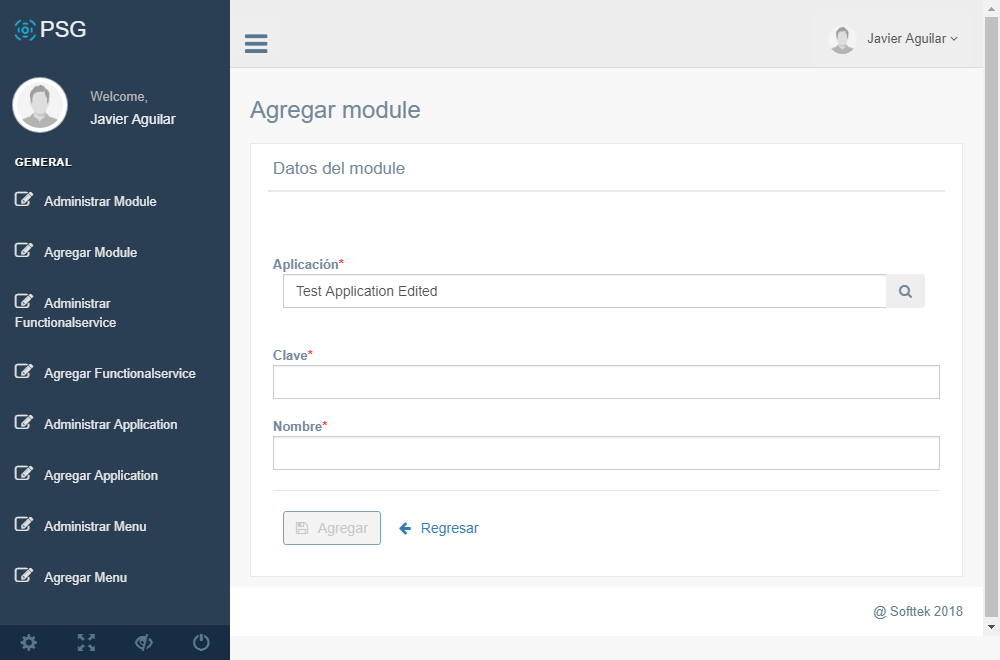 PSG
Welcome,
Javier Aguilar
GENERAL
Administrar Module
Agregar Module
Administrar
Functionalservice
Agregar Functionalservice
Administrar Application
Agregar Application
Administrar Menu
Agregar Menu
Javier Aguilar
Agregar module
Datos del module
Aplicación*
Test Application Edited
Clave*
Nombre*
Agregar
Regresar
@ Softtek 2018